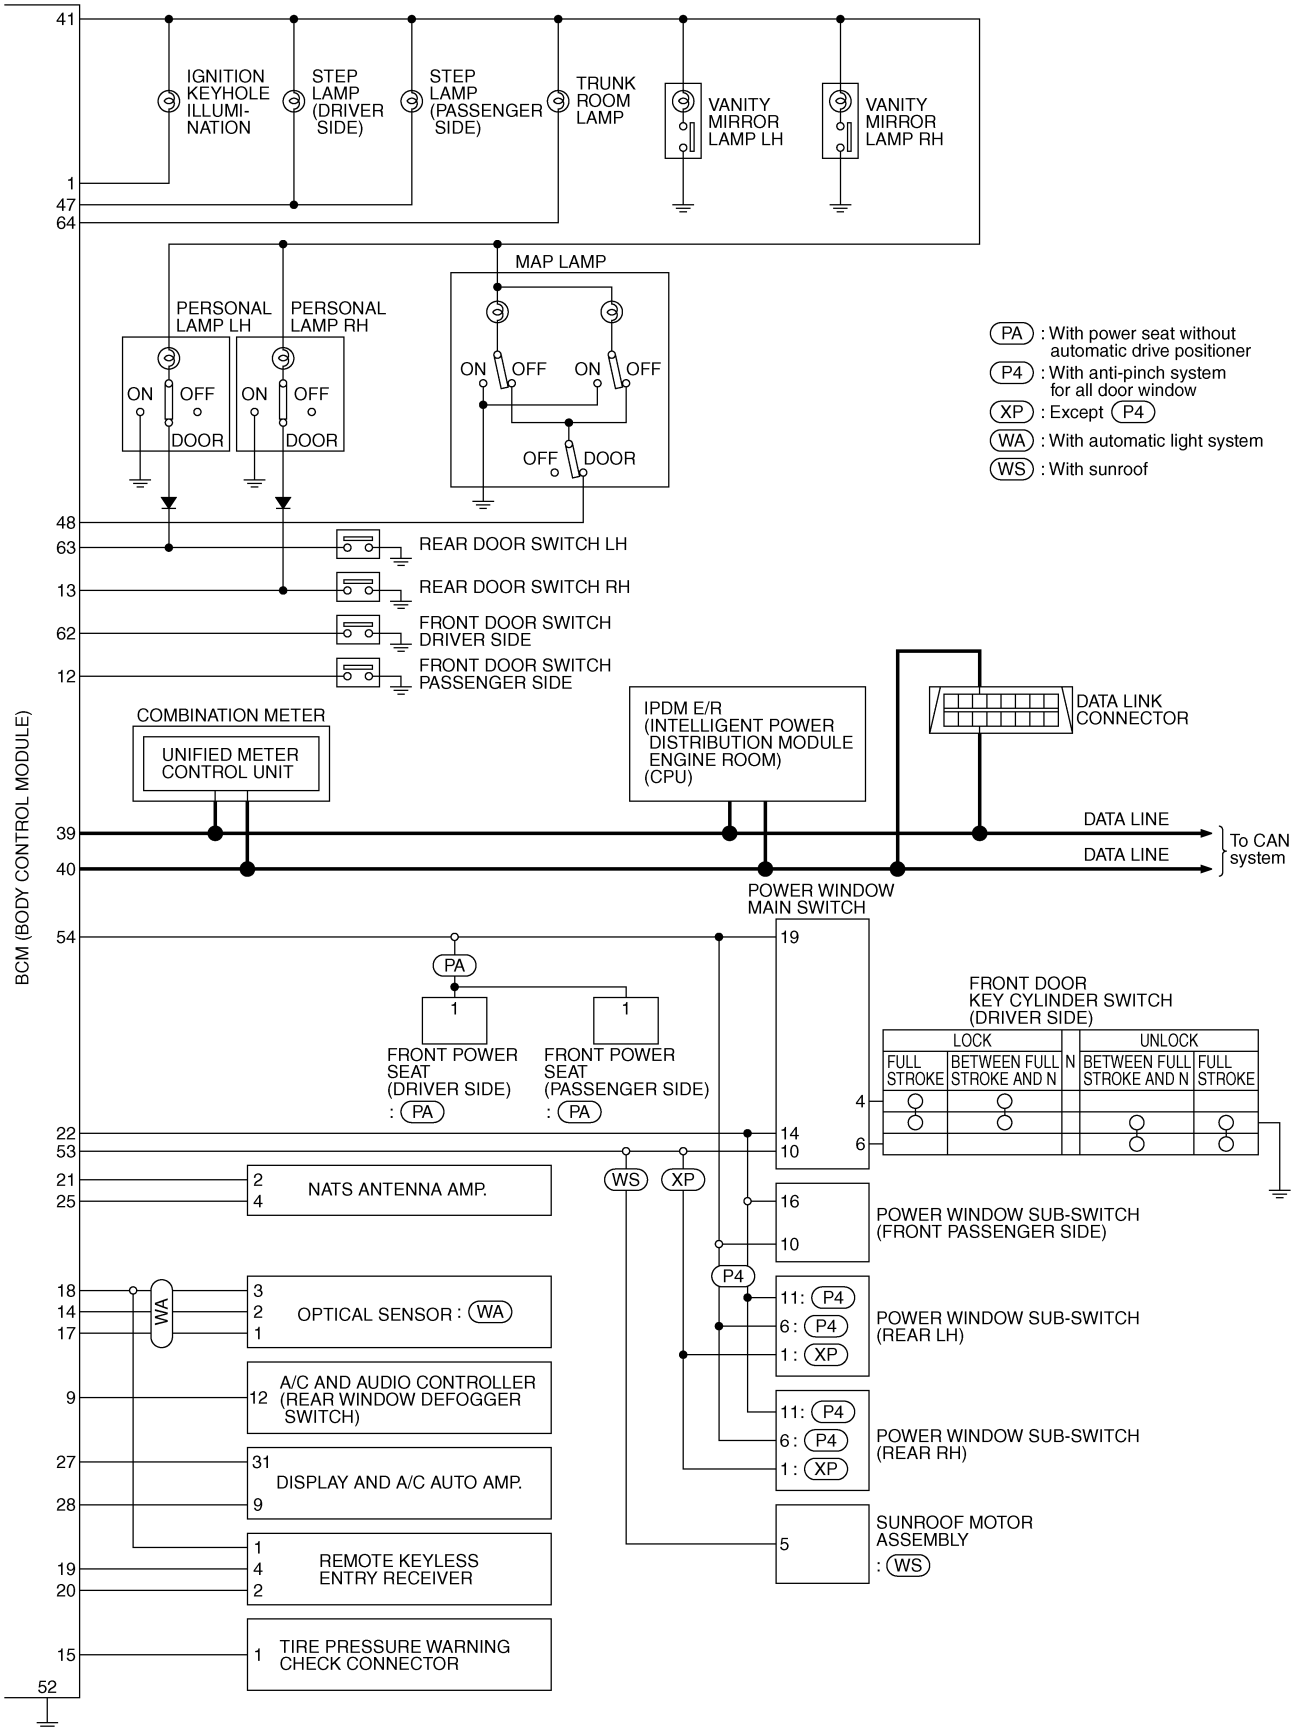 41
IGNITION
KEYHOLE
ILLUMI-
NATION
STEP
LAMP
(DRIVER
SIDE)
STEP
LAMP
(PASSENGER
SIDE)
TRUNK
ROOM
LAMP
VANITY
MIRROR
LAMP LH
VANITY
MIRROR
LAMP RH
1
47
64
MAP LAMP
PERSONAL
LAMP LH
PERSONAL
LAMP RH
ON OFF
DOOR
ON OFF
DOOR
ON OFF
ON OFF
OFF DOOR
PA : With power seat without
automatic drive positioner
P4 : With anti-pinch system
for all door window
XP : Except P4
WA : With automatic light system
WS : With sunroof
48
63
REAR DOOR SWITCH LH
13
REAR DOOR SWITCH RH
62
FRONT DOOR SWITCH
DRIVER SIDE
12
FRONT DOOR SWITCH
PASSENGER SIDE
BCM (BODY CONTROL MODULE)
COMBINATION METER
UNIFIED METER
CONTROL UNIT
IPDM E/R
(INTELLIGENT POWER
DISTRIBUTION MODULE
ENGINE ROOM)
(CPU)
DATA LINK
CONNECTOR
39
DATA LINE
40
DATA LINE
To CAN
system
POWER WINDOW
MAIN SWITCH
54
19
PA
1
1
FRONT POWER
SEAT
(DRIVER SIDE)
: PA
FRONT POWER
SEAT
(PASSENGER SIDE)
: PA
FRONT DOOR
KEY CYLINDER SWITCH
(DRIVER SIDE)
LOCK
N
UNLOCK
FULL
STROKE
BETWEEN FULL
STROKE AND N
BETWEEN FULL
STROKE AND N
FULL
STROKE
4
6
22
14
53
10
WS
XP
21
2
NATS ANTENNA AMP.
25
4
16
10
POWER WINDOW SUB-SWITCH
(FRONT PASSENGER SIDE)
P4
18
3
14
WA
2
OPTICAL SENSOR : WA
17
1
11: P4
6: P4
1: XP
POWER WINDOW SUB-SWITCH
(REAR LH)
9
12
A/C AND AUDIO CONTROLLER
(REAR WINDOW DEFOGGER
SWITCH)
11: P4
6: P4
1: XP
POWER WINDOW SUB-SWITCH
(REAR RH)
27
31
DISPLAY AND A/C AUTO AMP.
28
9
5
SUNROOF MOTOR
ASSEMBLY
: WS
1
19
4
REMOTE KEYLESS
ENTRY RECEIVER
20
2
15
1
TIRE PRESSURE WARNING
CHECK CONNECTOR
52